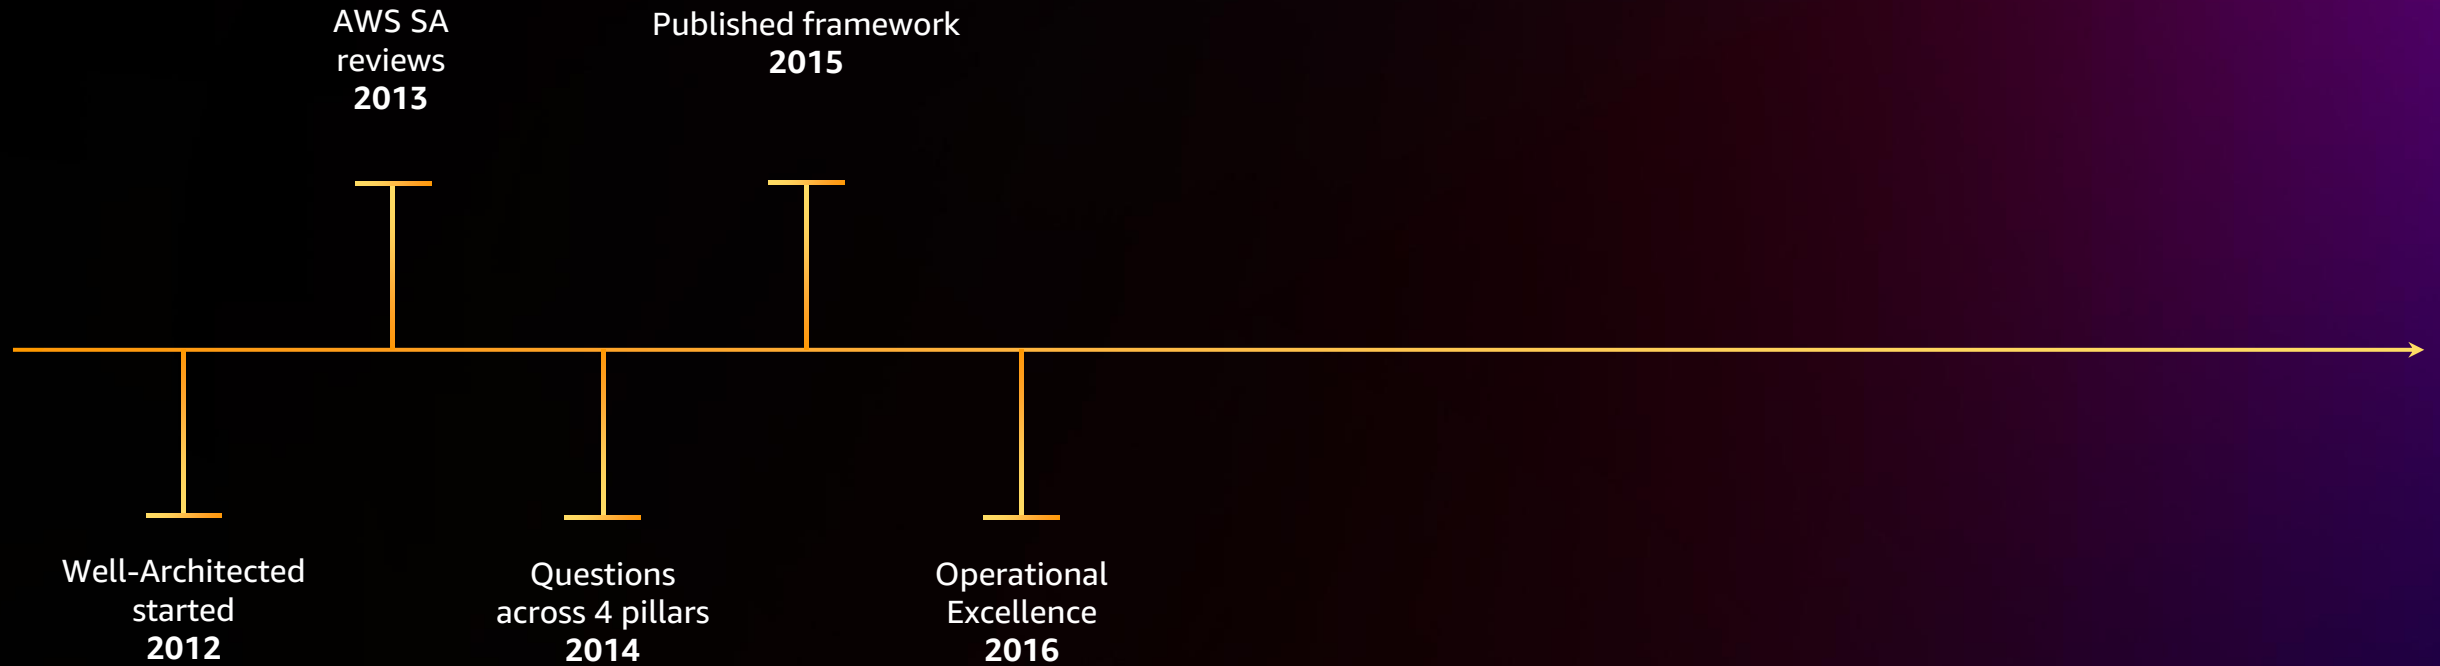 AWS SA
reviews
2013
Published framework
2015
Well-Architected
started
2012
Questions
across 4 pillars
2014
Operational
Excellence
2016